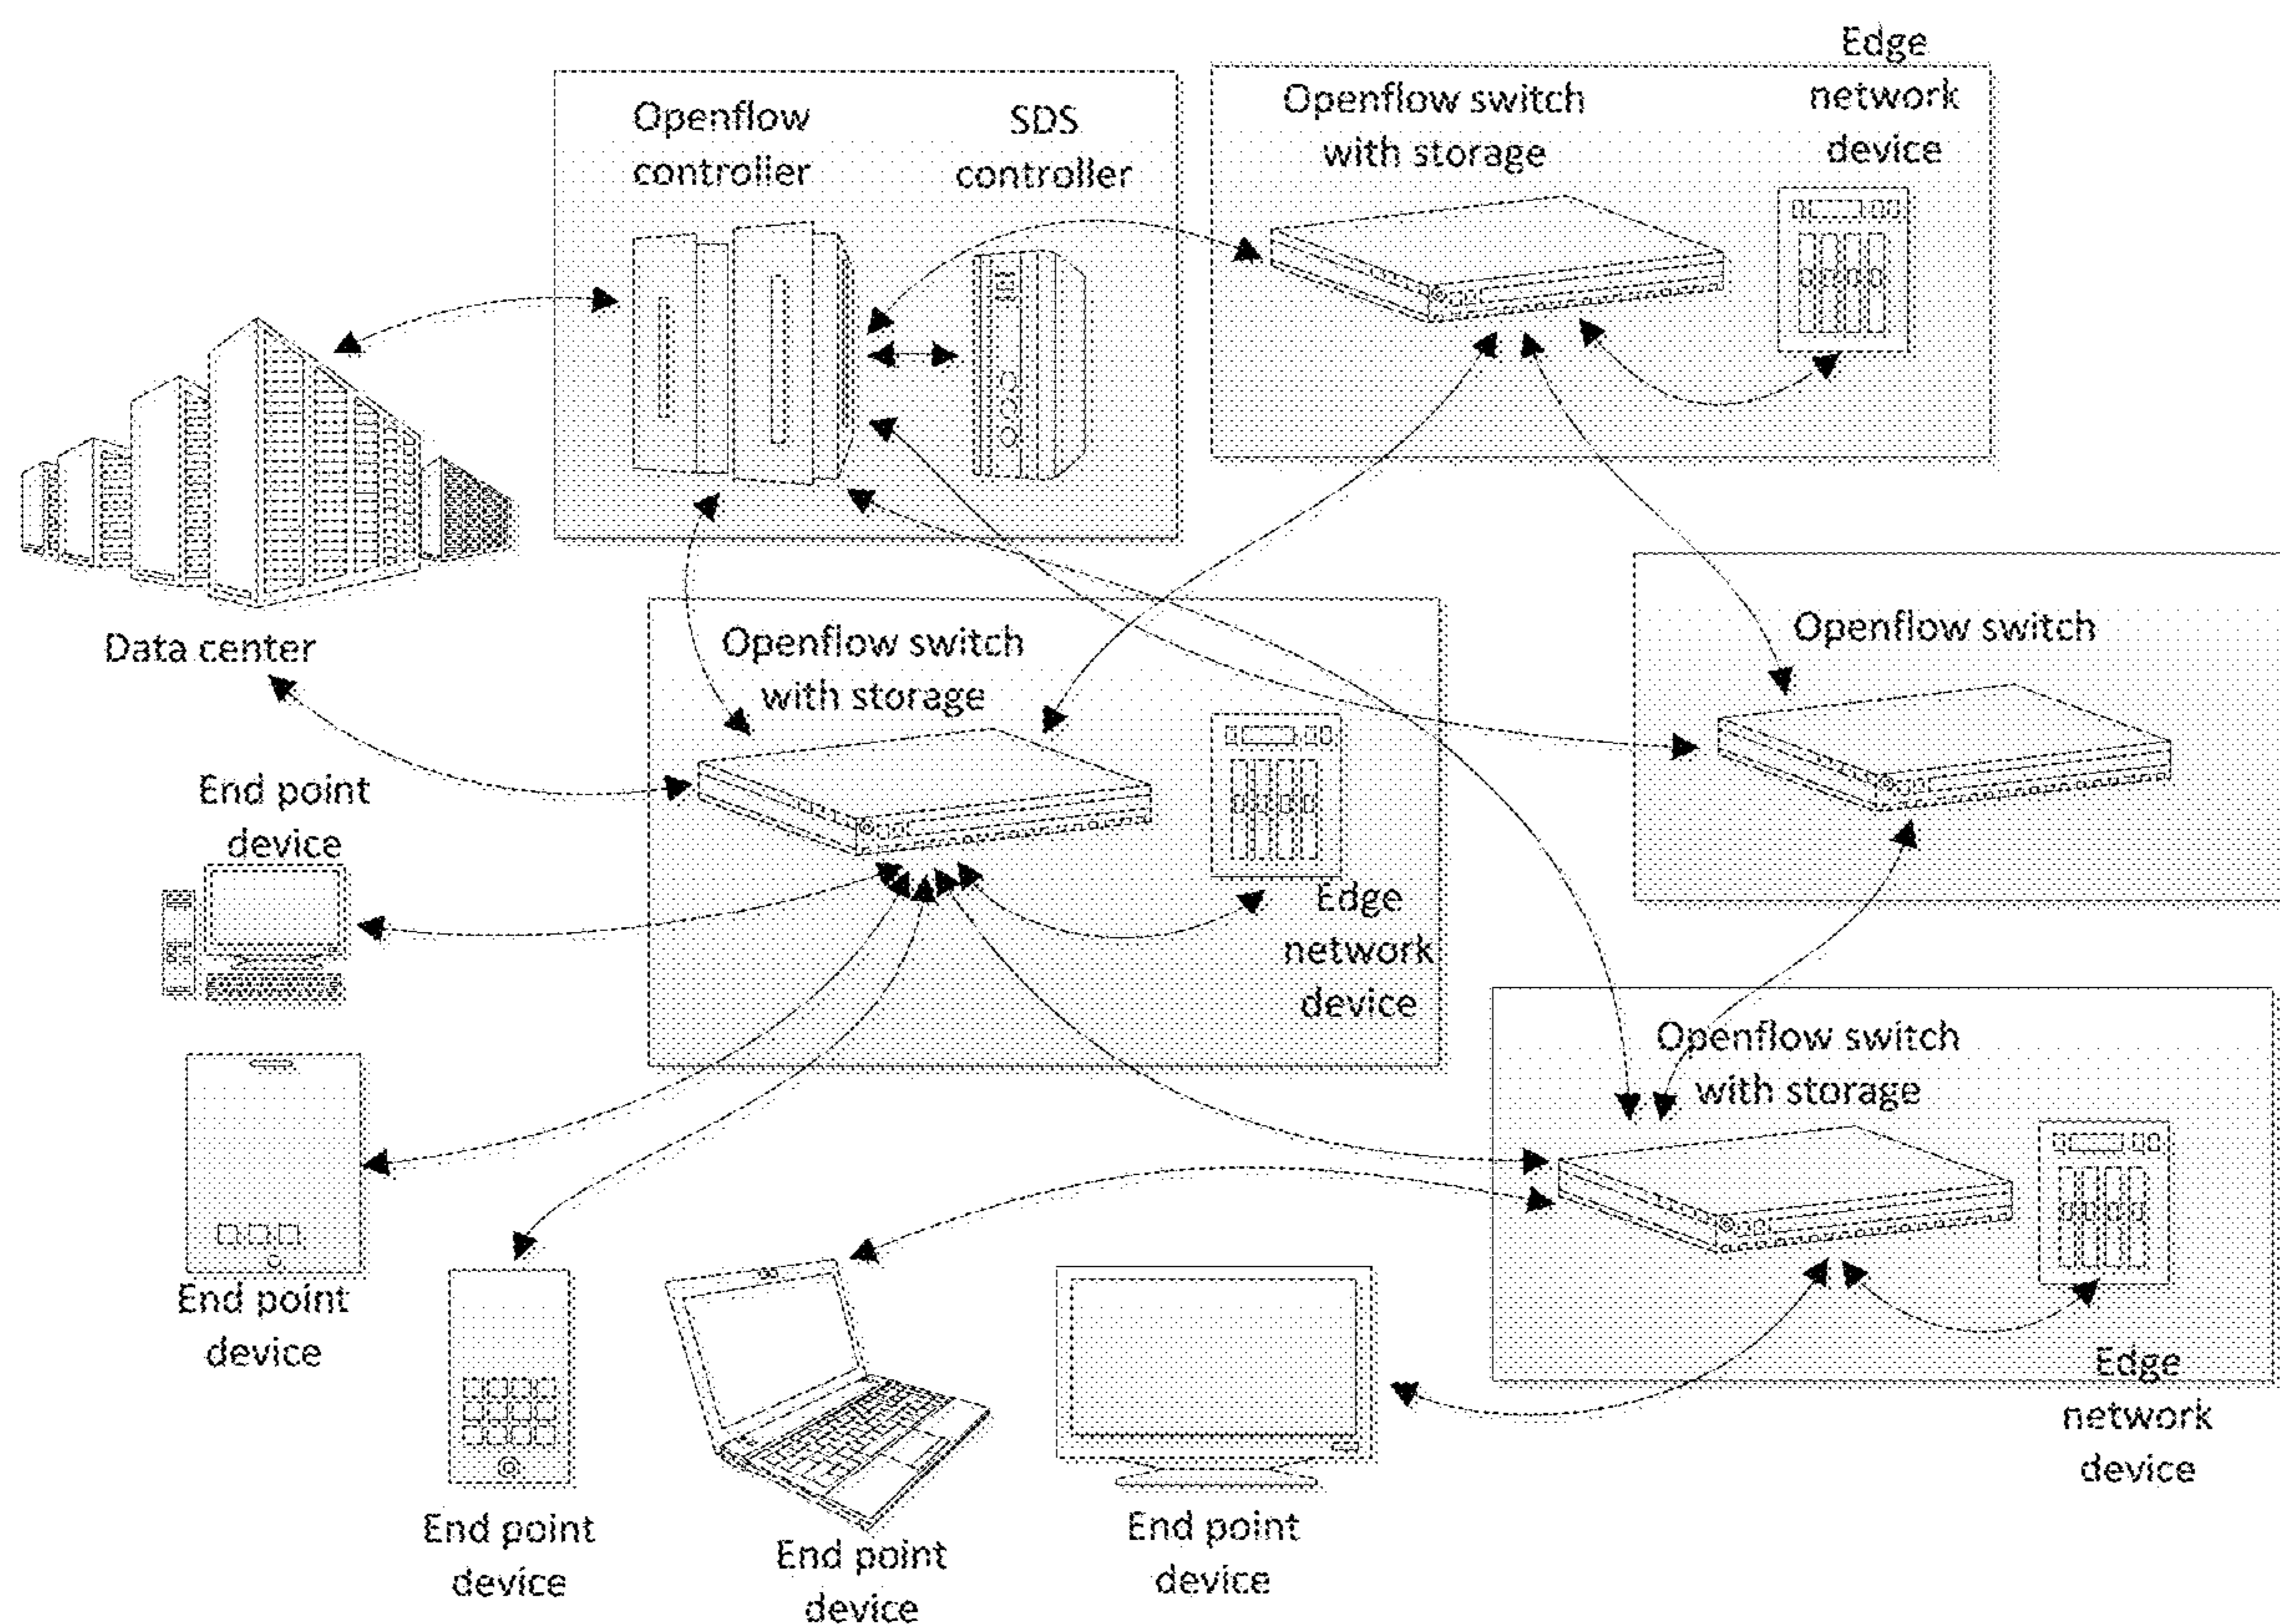 Openflow
controller
SDS
controller
Openflow switch
with storage
Edge
network
device
Data center
Openflow switch
with storage
Edge
network
device
Openflow switch
End point
device
Openflow switch
with storage
Edge
network
device
End point
device
End point
device
End point
device
End point
device